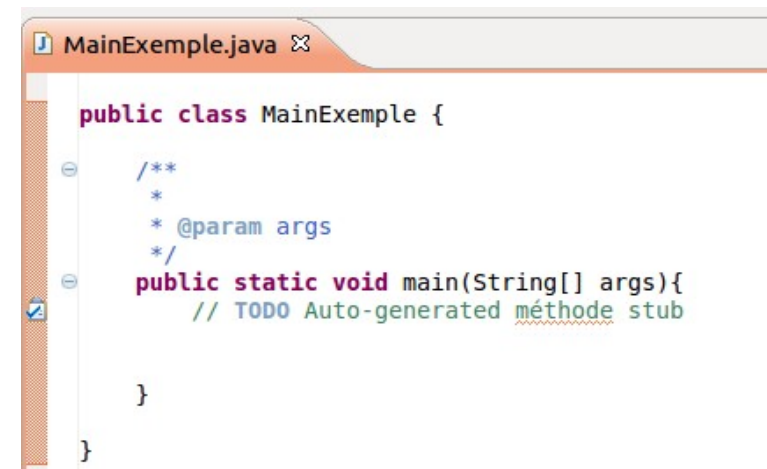 MainExemple.java
public class MainExemple {
/**
*
* @param args
*/
public static void main(String[] args){
// TODO Auto-generated méthode stub
}
}